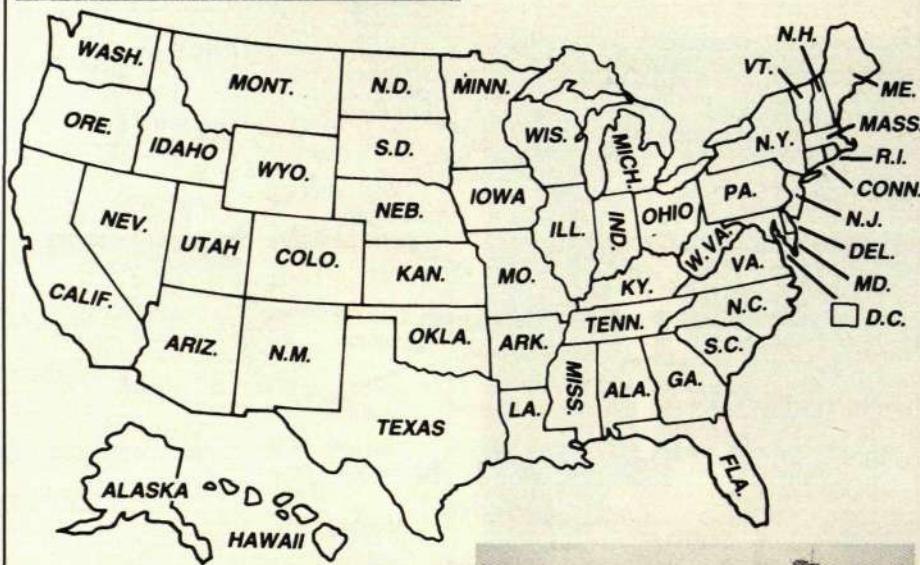 WASH.
MONT.
N.D.
MINN.
VT.
N.H.
ME.
ORE.
IDAHO
WYO.
S.D.
WIS.
MICH.
N.Y.
MASS
R.I.
CONN.
NEV.
UTAH
COLO.
NEB.
IOWA
ILL.
IND.
OHIO
PA.
N.J.
DEL.
MD.
D.C.
CALIF.
ARIZ.
N.M.
KAN.
MO.
KY.
W.VA.
VA.
OKLA.
ARK.
TENN.
N.C.
S.C.
TEXAS
LA.
MISS.
ALA.
GA.
FLA.
ALASKA
HAWAII